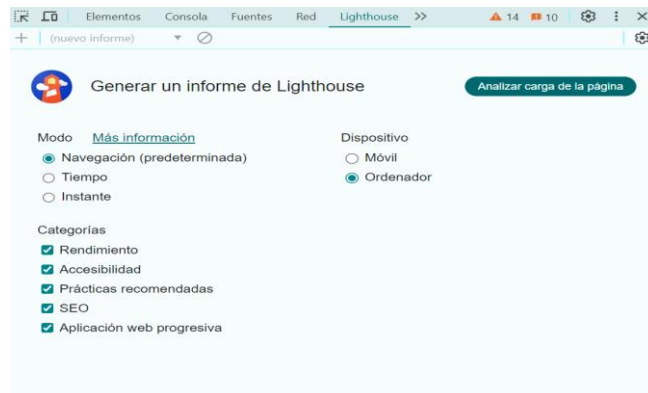 Elementos Consola Fuentes Red Lighthouse >> 14 10
+ (nuevo informe)
Generar un informe de Lighthouse Analizar carga de la página
Modo Más información Dispositivo
Navegación (predeterminada) Móvil
Tiempo Ordenador
Instante
Categorías
Rendimiento
Accesibilidad
Prácticas recomendadas
SEO
Aplicación web progresiva